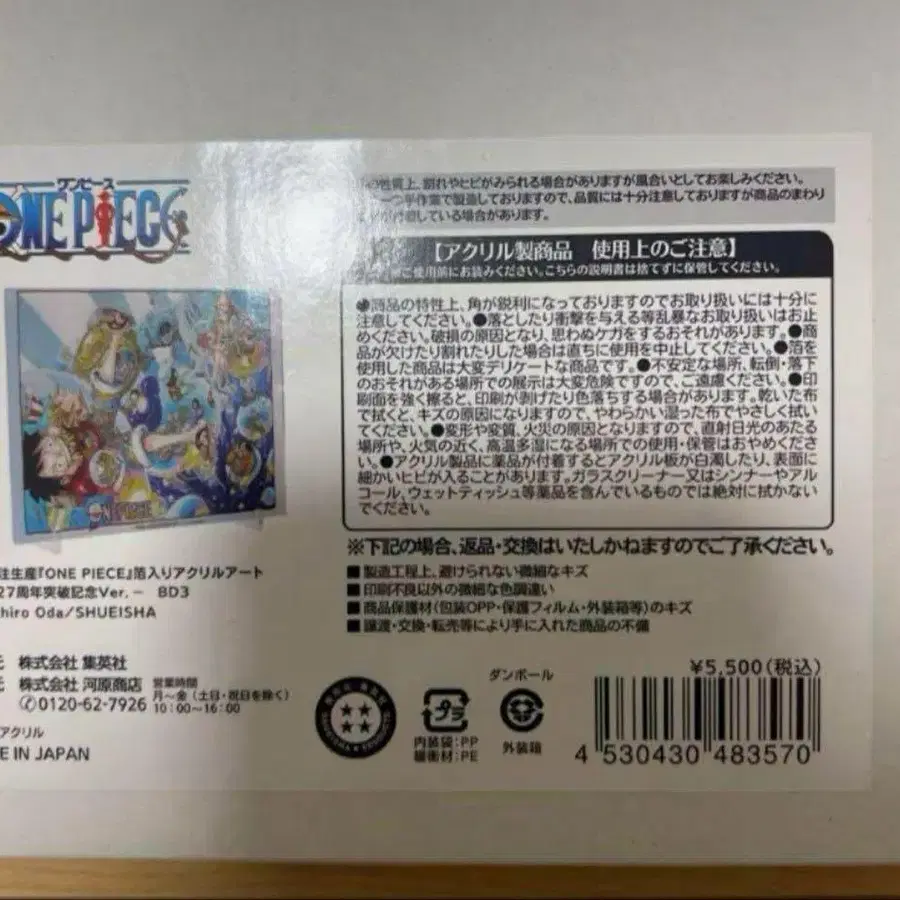 ワンピース
ONE PIECE
の性質上、割れやヒビがみられる場合がありますが風合いとしてお楽しみください。
一つ手作業で製造しておりますので、品質には十分注意しておりますが商品のまわり
が付着している場合があります。
【アクリル製商品 使用上のご注意】
ご使用前にお読みください。こちらの説明書は捨てずに保管してください。
●商品の特性上、角が鋭利になっておりますのでお取り扱いには十分に
注意してください。●落としたり衝撃を与える等乱暴なお取り扱いはお止
めください。破損の原因となり、思わぬケガをするおそれがあります。●商
品が欠けたり割れたりした場合は直ちに使用を中止してください。●箔を
使用した商品は大変デリケートな商品です。●不安定な場所、転倒・落下
のおそれがある場所での展示は大変危険ですので、ご遠慮ください。●印
刷面を強く擦ると、印刷が剥げたり色落ちする場合があります。乾いた布
で拭くと、キズの原因になりますので、やわらかい湿った布でやさしく拭い
てください。●変形や変質、火災の原因となりますので、直射日光のあたる
場所や、火気の近く、高温多湿になる場所での使用・保管はおやめくださ
い。●アクリル製品に薬品が付着するとアクリル板が白濁したり、表面に
細かいヒビが入ることがあります。ガラスクリーナー又はシンナーやアル
コール、ウェットティッシュ等薬品を含んでいるものでは絶対に拭かない
でください。
※下記の場合、返品・交換はいたしかねますのでご了承ください。
■製造工程上、避けられない微細なキズ
■印刷不良以外の微細な色調違い
■商品保護材(包装OPP・保護フィルム・外装箱等)のキズ
■譲渡・交換・転売等により手に入れた商品の不備
ONE PIECE
注生産『ONE PIECE』箔入りアクリルアート
27周年突破記念Ver.－ BD3
hiro Oda/SHUEISHA
元 株式会社 集英社
元 株式会社 河原商店
0120-62-7926
営業時間
月～金(土日・祝日を除く)
10:00～16:00
アクリル
E IN JAPAN
プラ
内装袋:PP
緩衝材:PE
ダンボール
外装箱
¥5,500(税込)
4 530430 483570